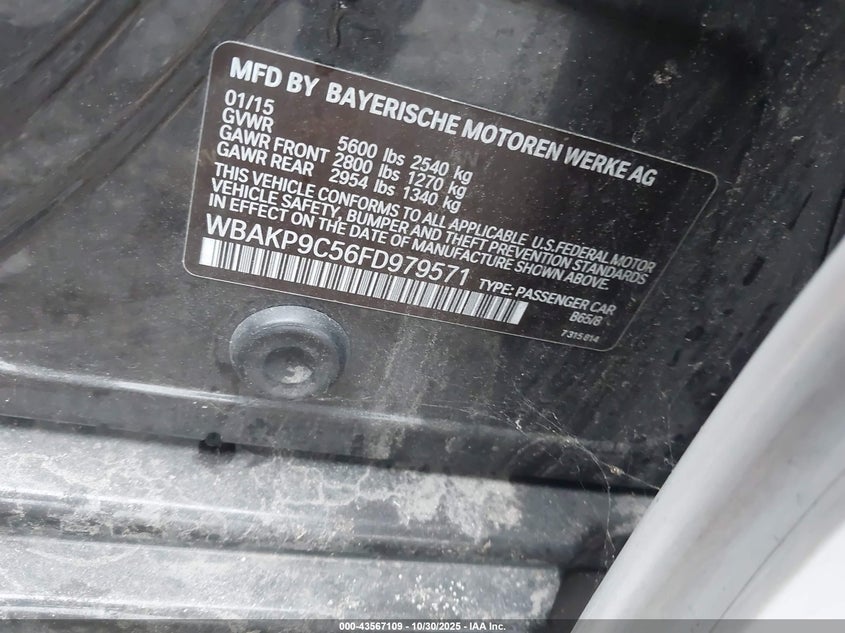 MFD BY BAYERISCHE MOTOREN WERKE AG
01/15
GVWR 5600 lbs 2540 kg
GAWR FRONT 2800 lbs 1270 kg
GAWR REAR 2954 lbs 1340 kg
THIS VEHICLE CONFORMS TO ALL APPLICABLE U.S. FEDERAL MOTOR
VEHICLE SAFETY, BUMPER AND THEFT PREVENTION STANDARDS
IN EFFECT ON THE DATE OF MANUFACTURE SHOWN ABOVE.
WBAKP9C56FD979571
TYPE: PASSENGER CAR
B65/8
7315814
000-43567109 - 10/30/2025 - IAA Inc.